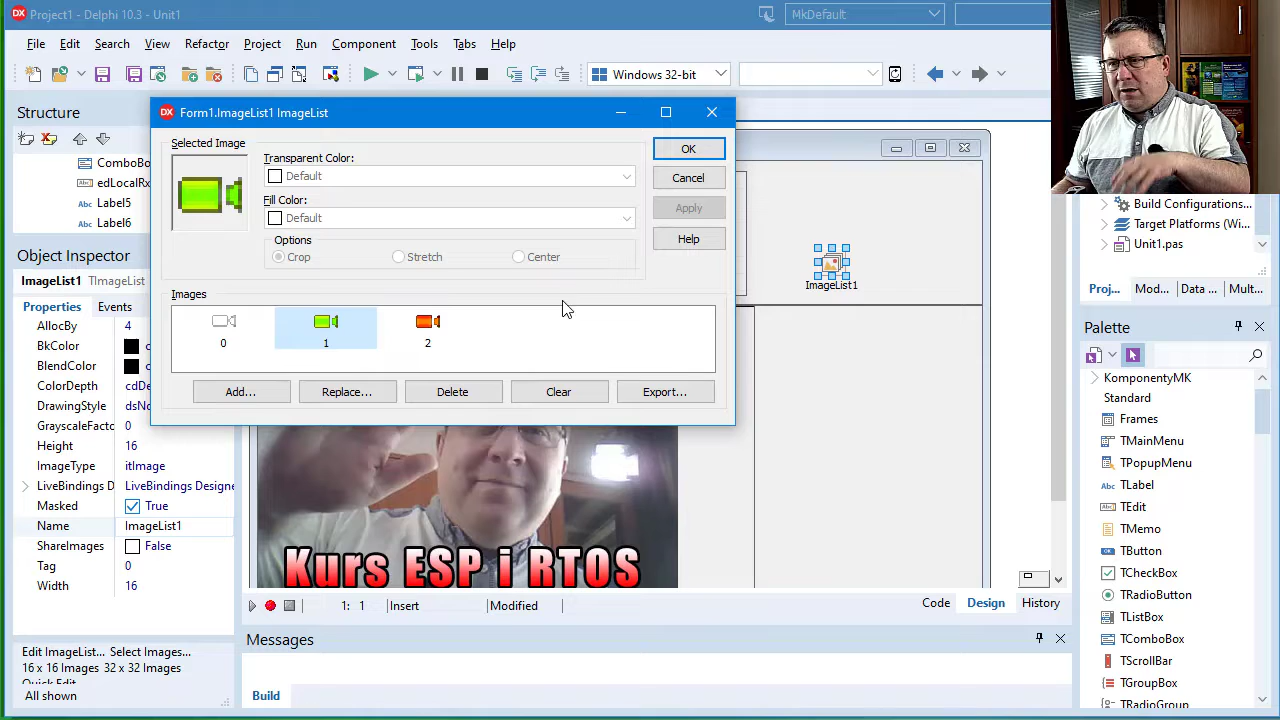 Project1 - Delphi 10.3 - Unit1
MkDefault
File Edit Search View Refactor Project Run Component Tools Tabs Help
Windows 32-bit
Structure
ComboBo
edLocalRx
Label5
Label6
Object Inspector
ImageList1 TImageList
Properties Events
AllocBy 4
BkColor
BlendColor
ColorDepth cdDe
DrawingStyle dsNo
GrayscaleFacto 0
Height 16
ImageType itImage
LiveBindings D LiveBindings Designe
Masked True
Name ImageList1
ShareImages False
Tag 0
Width 16
Edit ImageList... Select Images...
16 x 16 Images 32 x 32 Images
Quick Edit
All shown
Form1.ImageList1 ImageList
Selected Image
Transparent Color:
Default
Fill Color:
Default
Options
Crop Stretch Center
OK
Cancel
Apply
Help
Images
0 1 2
Add... Replace... Delete Clear Export...
ImageList1
Kurs ESP i RTOS
1: 1 Insert Modified
Code Design History
Messages
Build
Build Configurations...
Target Platforms (Wi...
Unit1.pas
Proj... Mod... Data ... Mult...
Palette
KomponentyMK
Standard
Frames
TMainMenu
TPopupMenu
TLabel
TEdit
TMemo
TButton
TCheckBox
TRadioButton
TListBox
TComboBox
TScrollBar
TGroupBox
TRadioGroup